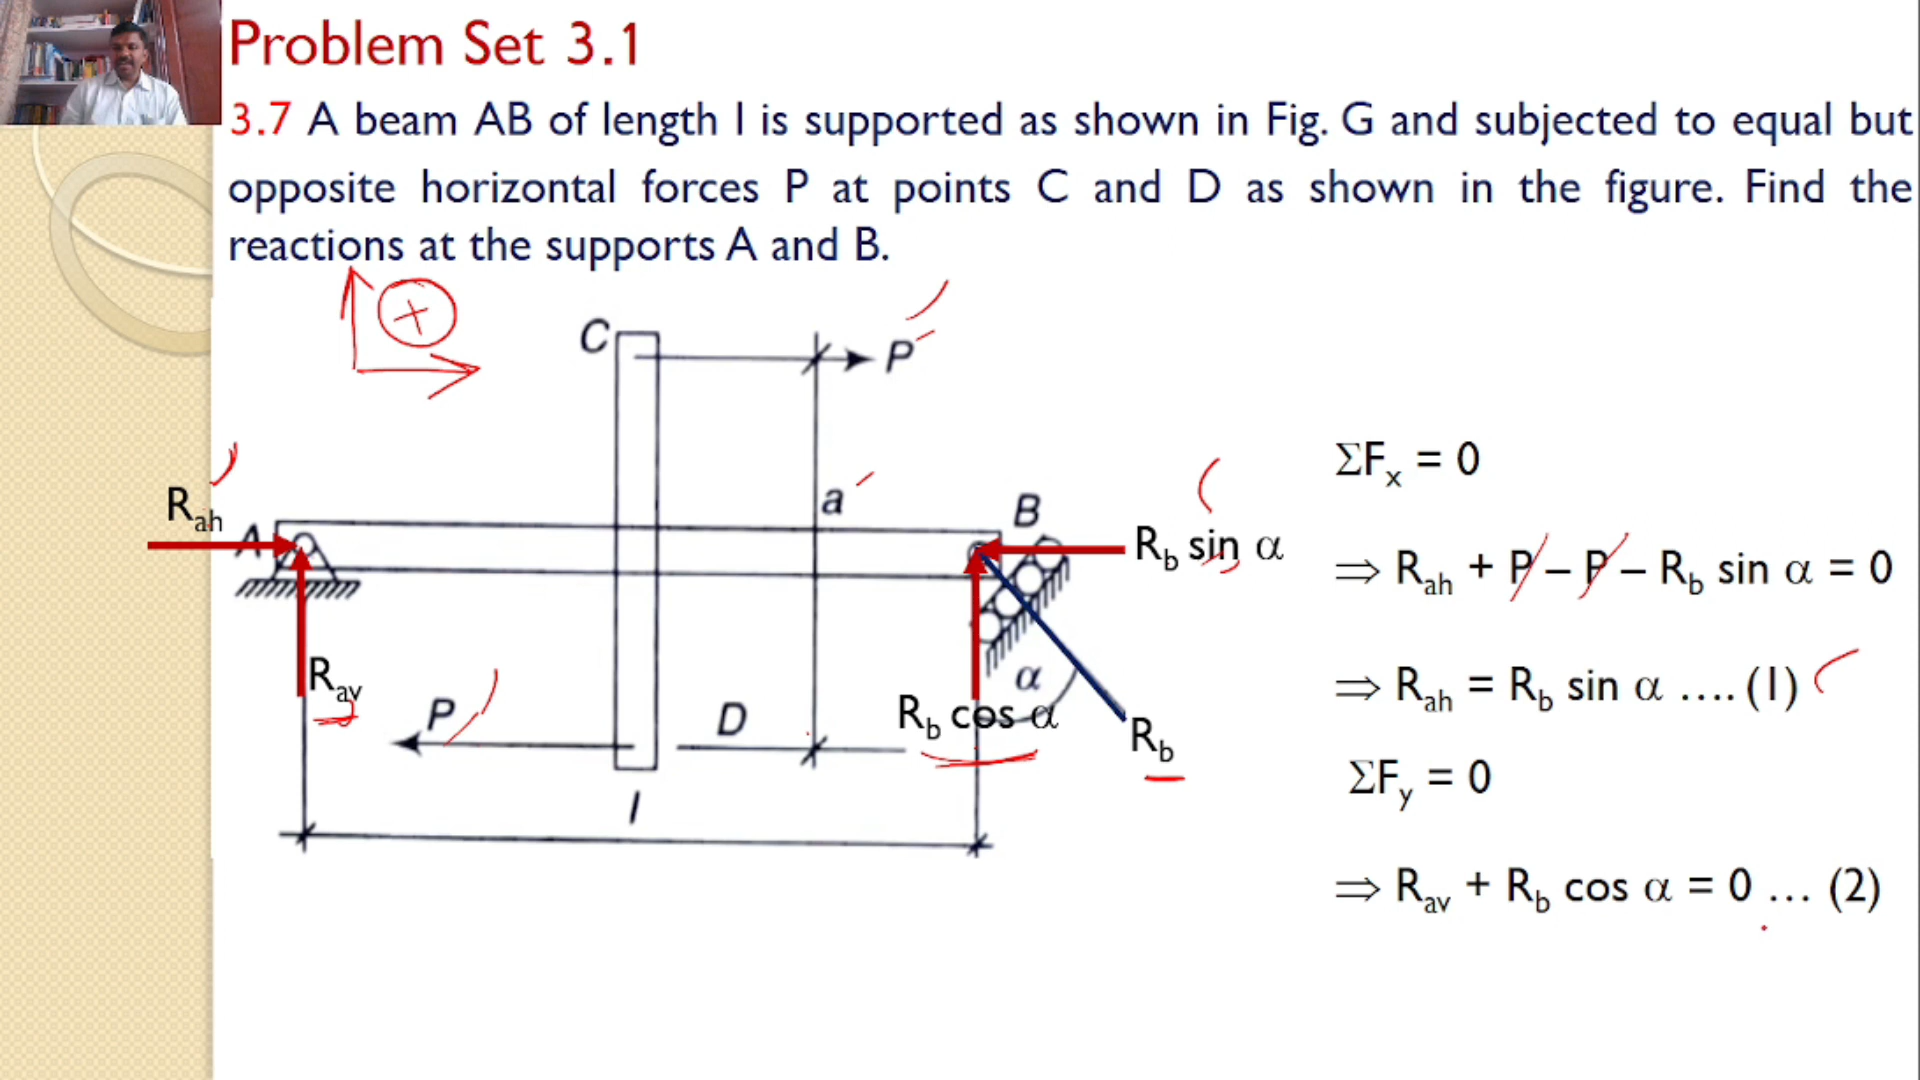 Problem Set 3.1
3.7 A beam AB of length l is supported as shown in Fig. G and subjected to equal but
opposite horizontal forces P at points C and D as shown in the figure. Find the
reactions at the supports A and B.
+
C
P
a
B
R_ah
A
R_b sin α
R_av
P
D
R_b cos α
α
R_b
l
ΣF_x = 0
⇒ R_ah + P – P – R_b sin α = 0
⇒ R_ah = R_b sin α .... (1)
ΣF_y = 0
⇒ R_av + R_b cos α = 0 ... (2)